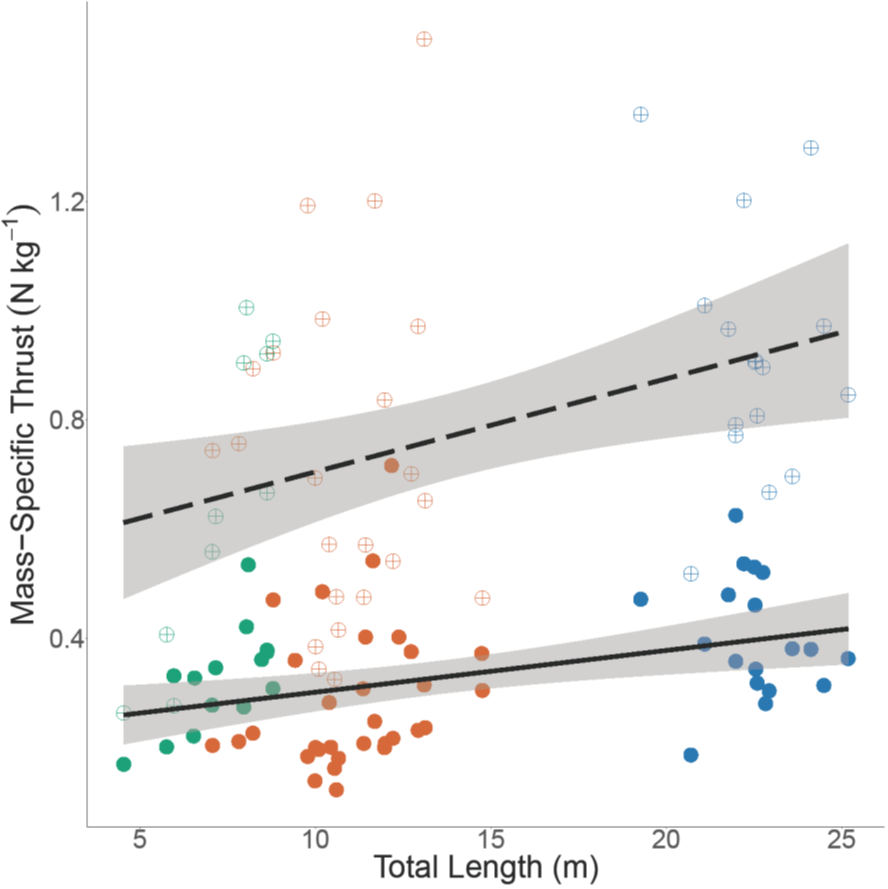 Mass−Specific Thrust (N kg⁻¹)
1.2
0.8
0.4
5 10 15 20 25
Total Length (m)